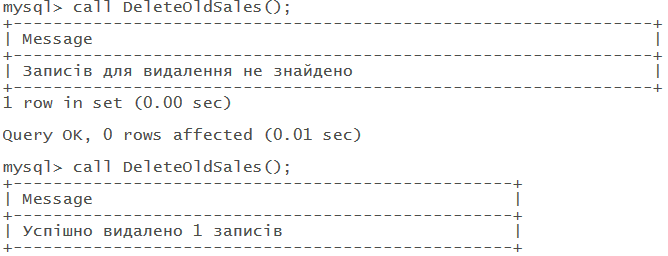 mysql> call DeleteOldSales();
+----------------------------------------------------------------+
| Message                                                        |
+----------------------------------------------------------------+
| Записів для видалення не знайдено                              |
+----------------------------------------------------------------+
1 row in set (0.00 sec)
Query OK, 0 rows affected (0.01 sec)
mysql> call DeleteOldSales();
+--------------------------------------------------+
| Message                                          |
+--------------------------------------------------+
| Успішно видалено 1 записів                       |
+--------------------------------------------------+